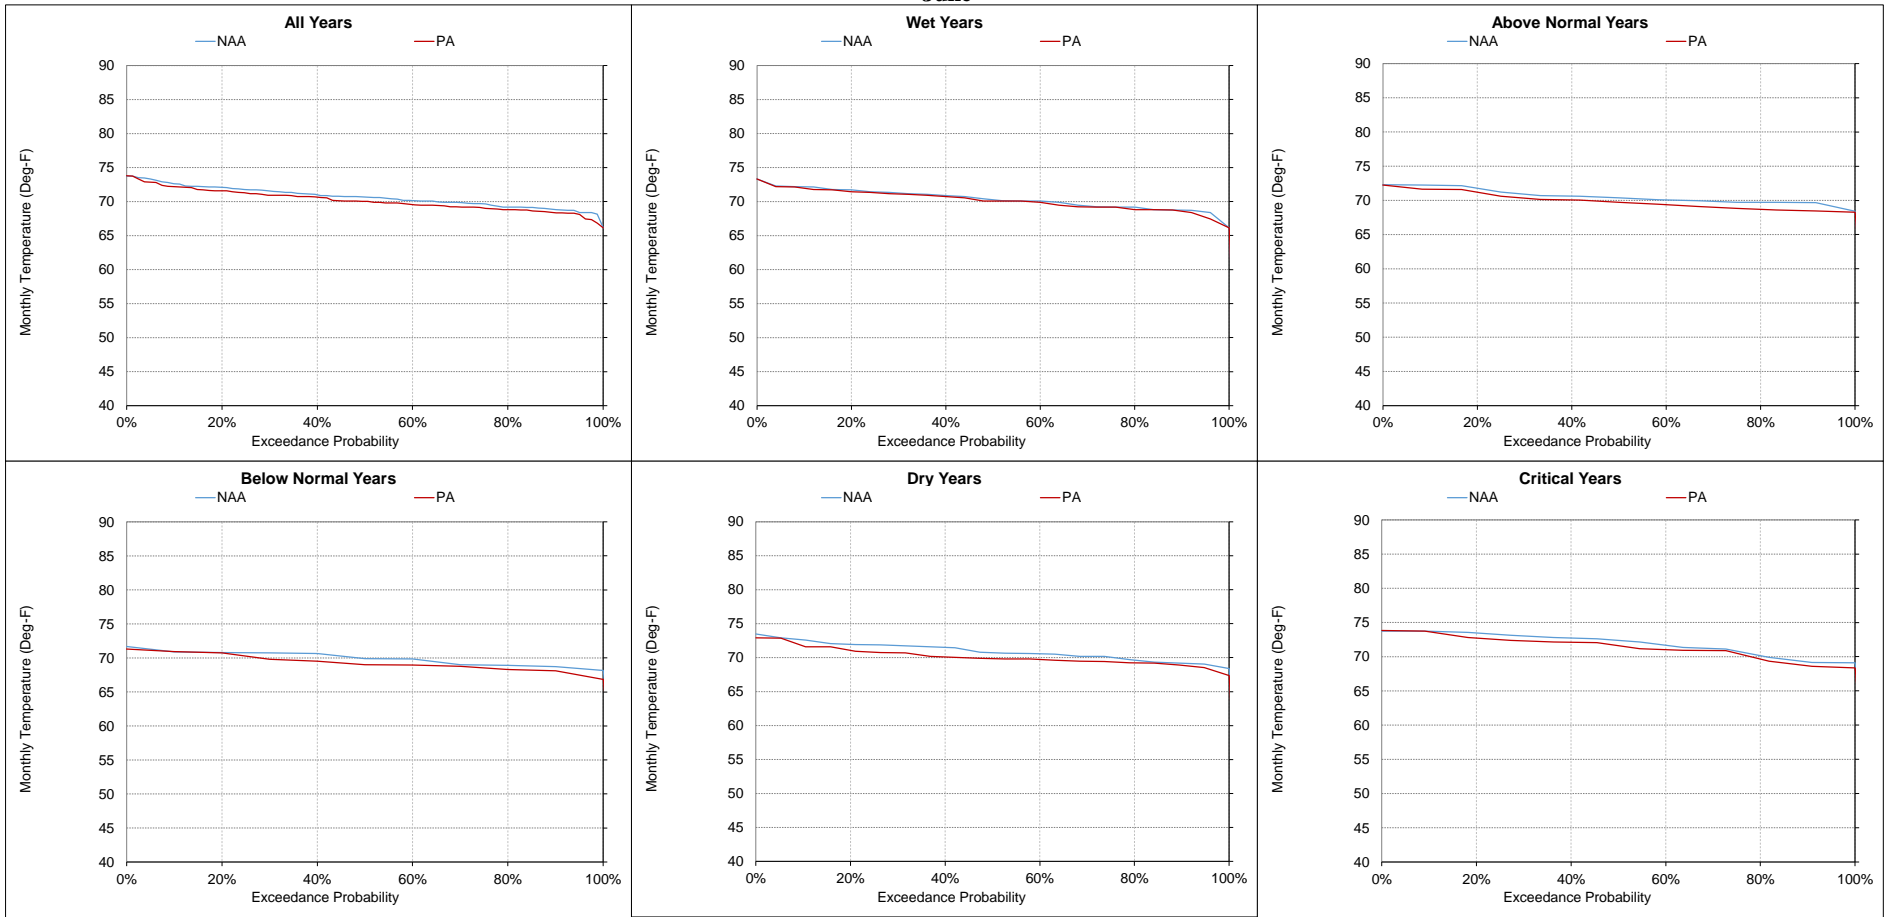 All Years
NAA PA
90
85
80
75
70
65
60
55
50
45
40
0% 20% 40% 60% 80% 100%
Monthly Temperature (Deg-F)
Exceedance Probability
Wet Years
NAA PA
90
85
80
75
70
65
60
55
50
45
40
0% 20% 40% 60% 80% 100%
Monthly Temperature (Deg-F)
Exceedance Probability
Above Normal Years
NAA PA
90
85
80
75
70
65
60
55
50
45
40
0% 20% 40% 60% 80% 100%
Monthly Temperature (Deg-F)
Exceedance Probability
Below Normal Years
NAA PA
90
85
80
75
70
65
60
55
50
45
40
0% 20% 40% 60% 80% 100%
Monthly Temperature (Deg-F)
Exceedance Probability
Dry Years
NAA PA
90
85
80
75
70
65
60
55
50
45
40
0% 20% 40% 60% 80% 100%
Monthly Temperature (Deg-F)
Exceedance Probability
Critical Years
NAA PA
90
85
80
75
70
65
60
55
50
45
40
0% 20% 40% 60% 80% 100%
Monthly Temperature (Deg-F)
Exceedance Probability